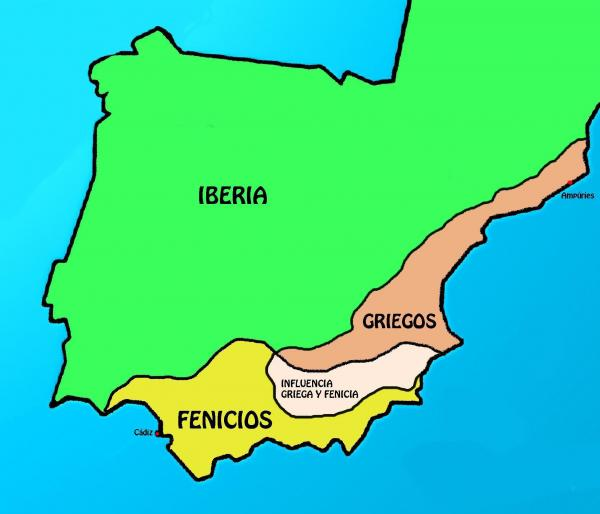 IBERIA
Ampúries
GRIEGOS
INFLUENCIA
GRIEGA Y FENICIA
FENICIOS
Cádiz